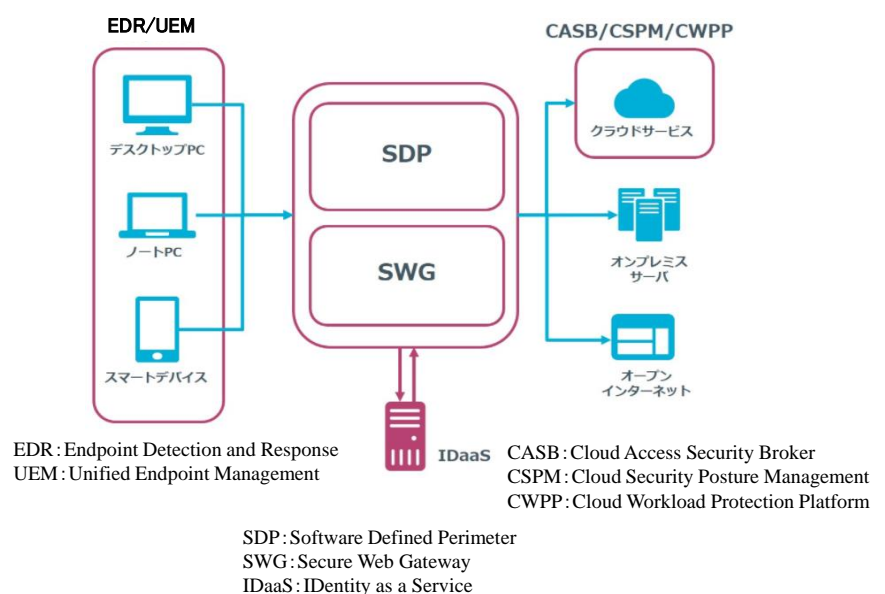 EDR/UEM
デスクトップPC
ノートPC
スマートデバイス
SDP
SWG
IDaaS
CASB/CSPM/CWPP
クラウドサービス
オンプレミス
サーバ
オープン
インターネット
EDR:Endpoint Detection and Response
UEM:Unified Endpoint Management
CASB:Cloud Access Security Broker
CSPM:Cloud Security Posture Management
CWPP:Cloud Workload Protection Platform
SDP:Software Defined Perimeter
SWG:Secure Web Gateway
IDaaS:IDentity as a Service